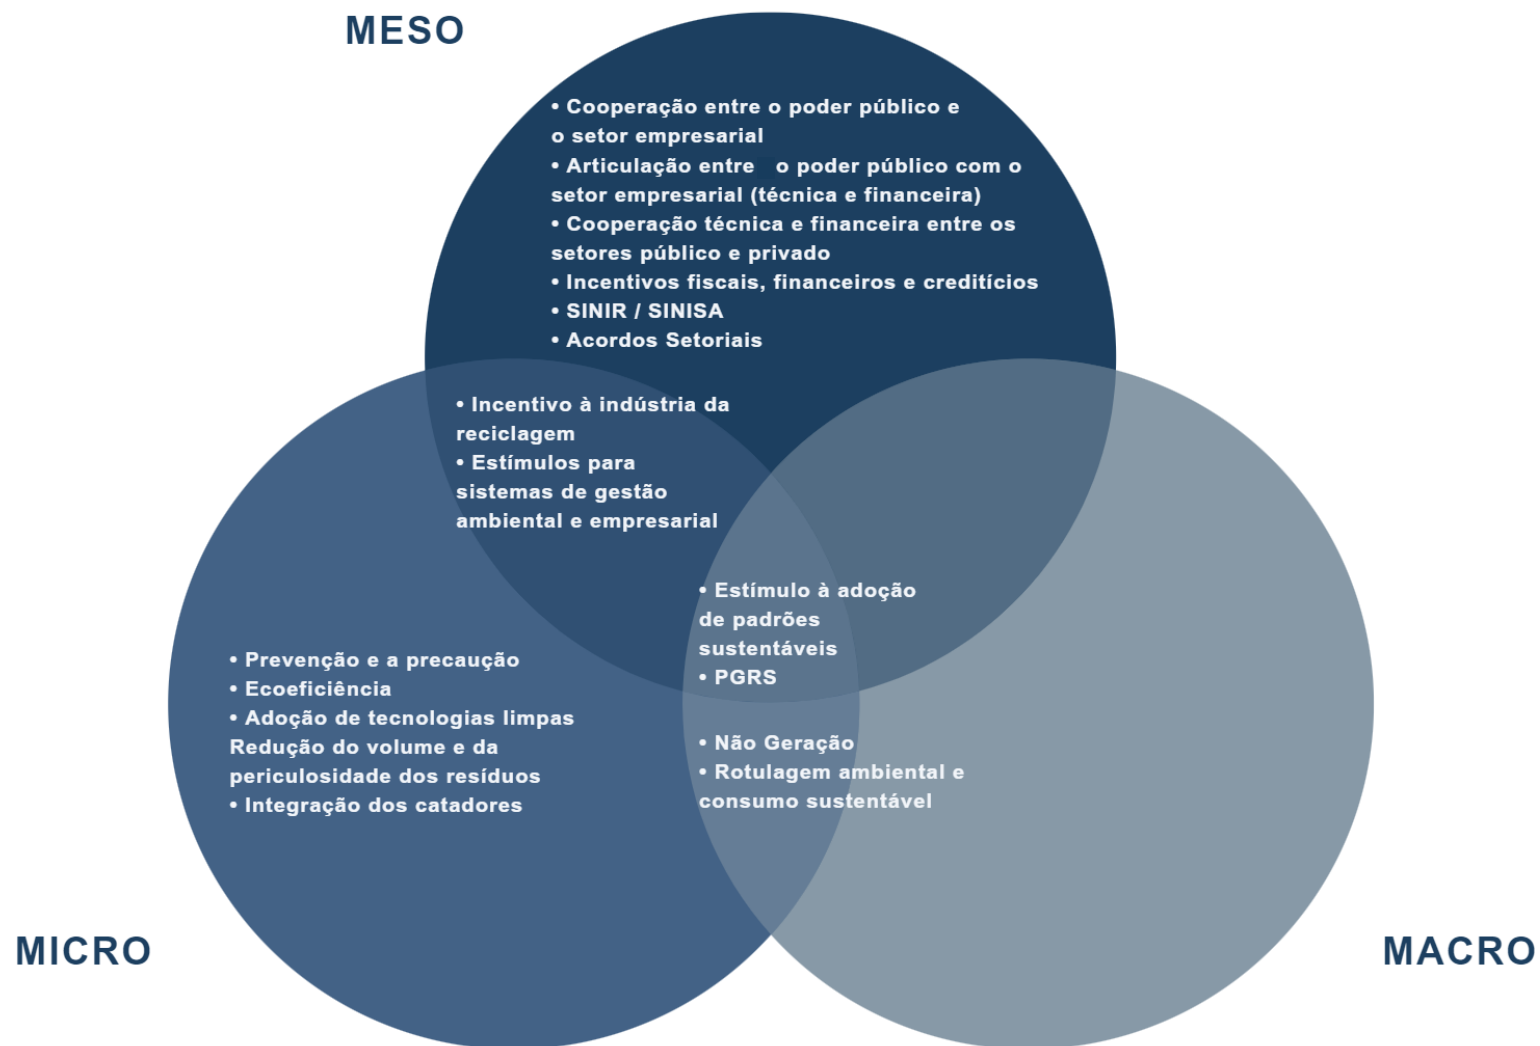 MESO
• Cooperação entre o poder público e
o setor empresarial
• Articulação entre o poder público com o
setor empresarial (técnica e financeira)
• Cooperação técnica e financeira entre os
setores público e privado
• Incentivos fiscais, financeiros e creditícios
• SINIR / SINISA
• Acordos Setoriais
• Incentivo à indústria da
reciclagem
• Estímulos para
sistemas de gestão
ambiental e empresarial
• Estímulo à adoção
de padrões
sustentáveis
• PGRS
• Prevenção e a precaução
• Ecoeficiência
• Adoção de tecnologias limpas
Redução do volume e da
periculosidade dos resíduos
• Integração dos catadores
• Não Geração
• Rotulagem ambiental e
consumo sustentável
MICRO
MACRO